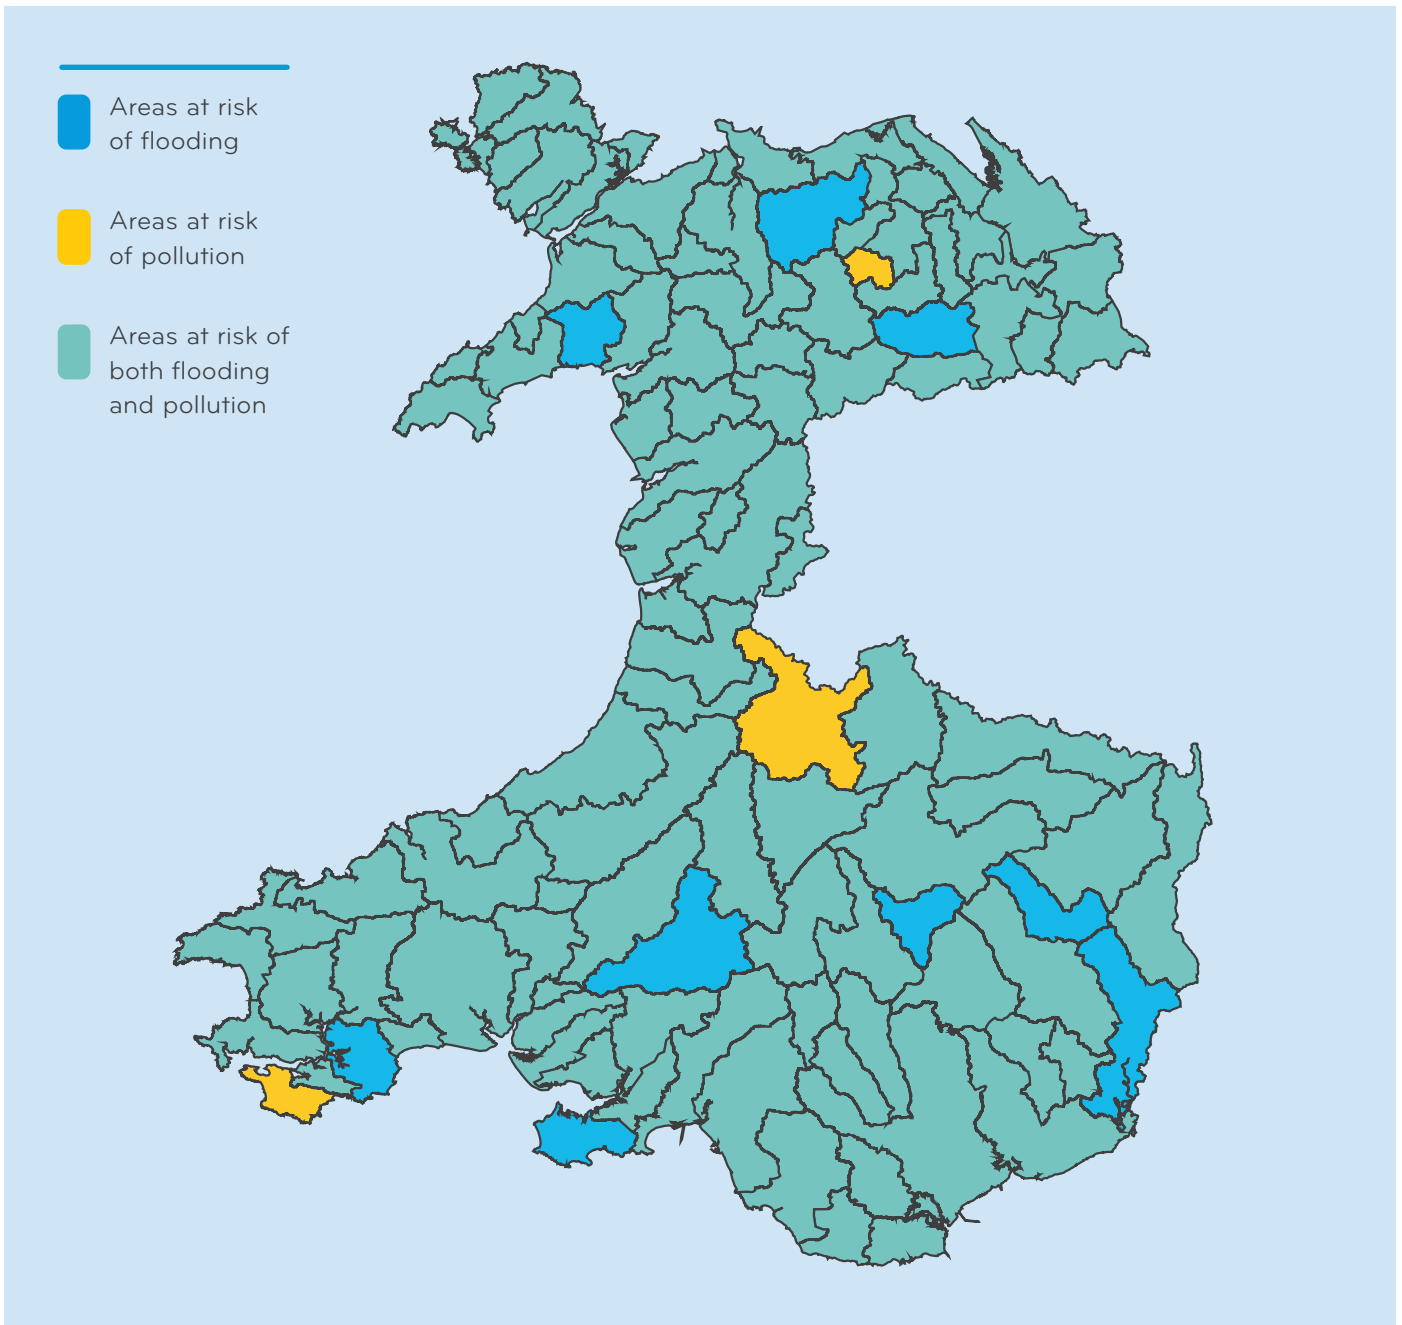 Areas at risk
of flooding
Areas at risk
of pollution
Areas at risk of
both flooding
and pollution